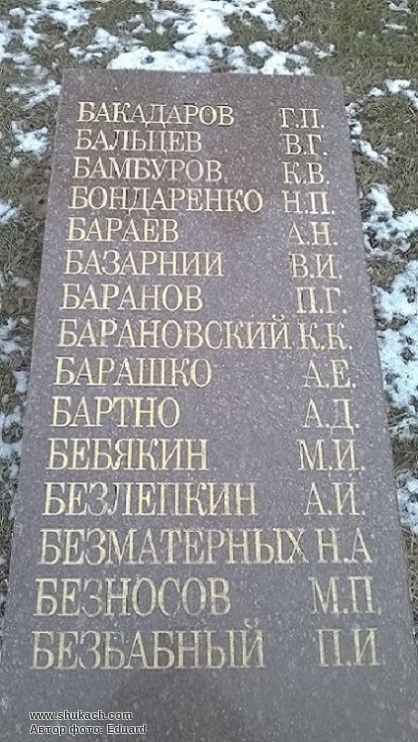 БАКАДАРОВ Г.П.
БАЛЬЦЕВ В.Г.
БАМБУРОВ К.В.
БОНДАРЕНКО Н.П.
БАРАЕВ А.Н.
БАЗАРНИИ В.И.
БАРАНОВ П.Г.
БАРАНОВСКИЙ К.К.
БАРАШКО А.Е.
БАРТНО А.Д.
БЕБЯКИН М.И.
БЕЗЛЕПКИН А.И.
БЕЗМАТЕРНЫХ Н.А
БЕЗНОСОВ М.П.
БЕЗБАБНЫЙ П.И
www.shukach.com
Автор фото: Eduard